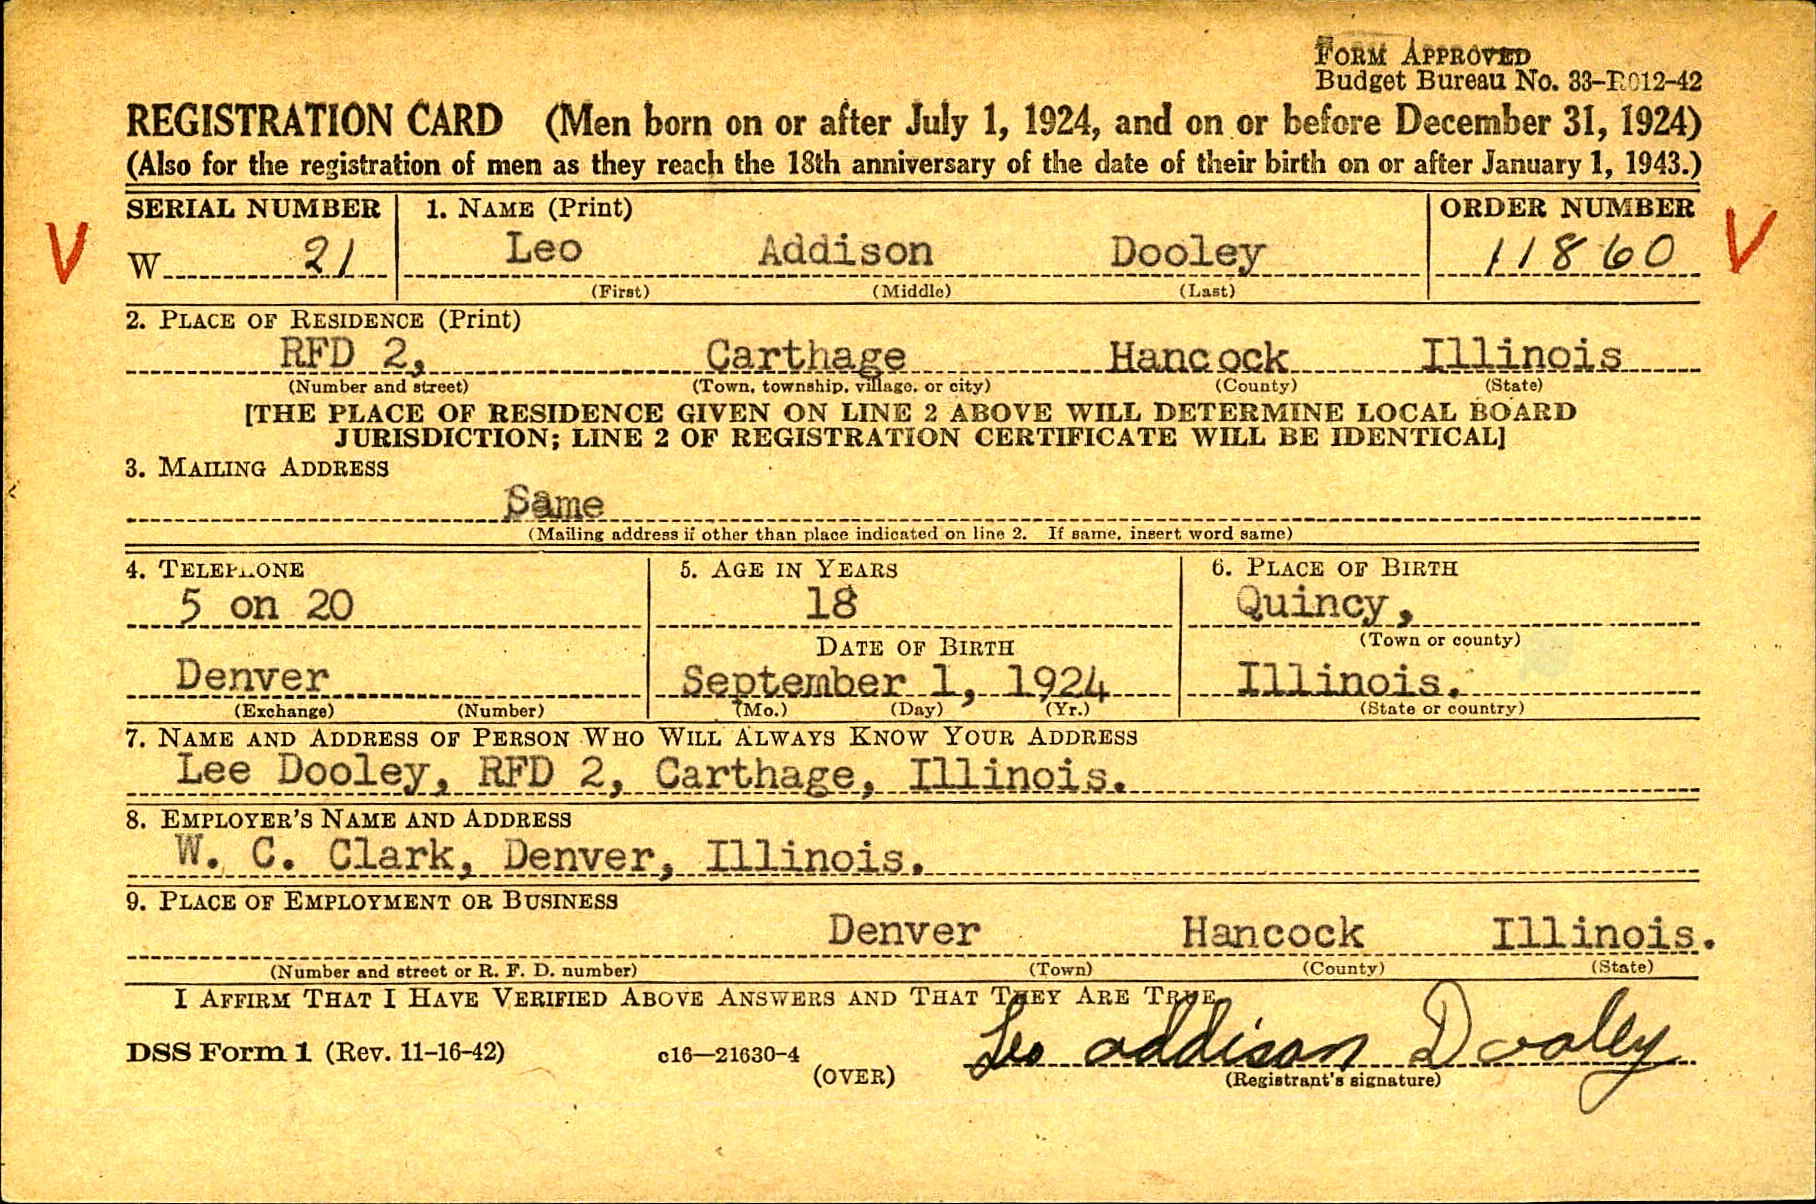 FORM APPROVED
Budget Bureau No. 33-R012-42
REGISTRATION CARD (Men born on or after July 1, 1924, and on or before December 31, 1924)
(Also for the registration of men as they reach the 18th anniversary of the date of their birth on or after January 1, 1943.)
SERIAL NUMBER 1. NAME (Print) ORDER NUMBER
V W 21 Leo Addison Dooley 11860 V
(First) (Middle) (Last)
2. PLACE OF RESIDENCE (Print)
RFD 2, Carthage Hancock Illinois
(Number and street) (Town, township, village, or city) (County) (State)
[THE PLACE OF RESIDENCE GIVEN ON LINE 2 ABOVE WILL DETERMINE LOCAL BOARD
JURISDICTION; LINE 2 OF REGISTRATION CERTIFICATE WILL BE IDENTICAL]
3. MAILING ADDRESS
Same
(Mailing address if other than place indicated on line 2. If same, insert word same)
4. TELEPHONE 5. AGE IN YEARS 6. PLACE OF BIRTH
5 on 20 18 Quincy,
DATE OF BIRTH (Town or county)
Denver September 1, 1924 Illinois.
(Exchange) (Number) (Mo.) (Day) (Yr.) (State or country)
7. NAME AND ADDRESS OF PERSON WHO WILL ALWAYS KNOW YOUR ADDRESS
Lee Dooley, RFD 2, Carthage, Illinois.
8. EMPLOYER'S NAME AND ADDRESS
W. C. Clark, Denver, Illinois.
9. PLACE OF EMPLOYMENT OR BUSINESS
Denver Hancock Illinois.
(Number and street or R. F. D. number) (Town) (County) (State)
I AFFIRM THAT I HAVE VERIFIED ABOVE ANSWERS AND THAT THEY ARE TRUE
DSS Form 1 (Rev. 11-16-42) c16—21630-4 Leo Addison Dooley
(OVER) (Registrant's signature)